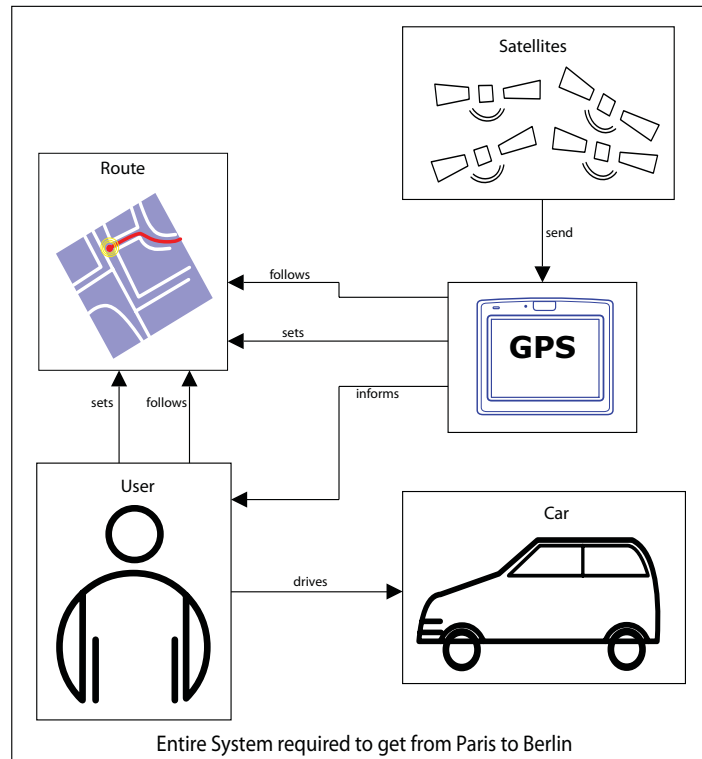 Satellites
Route
send
follows
sets
GPS
informs
sets
follows
User
Car
drives
Entire System required to get from Paris to Berlin